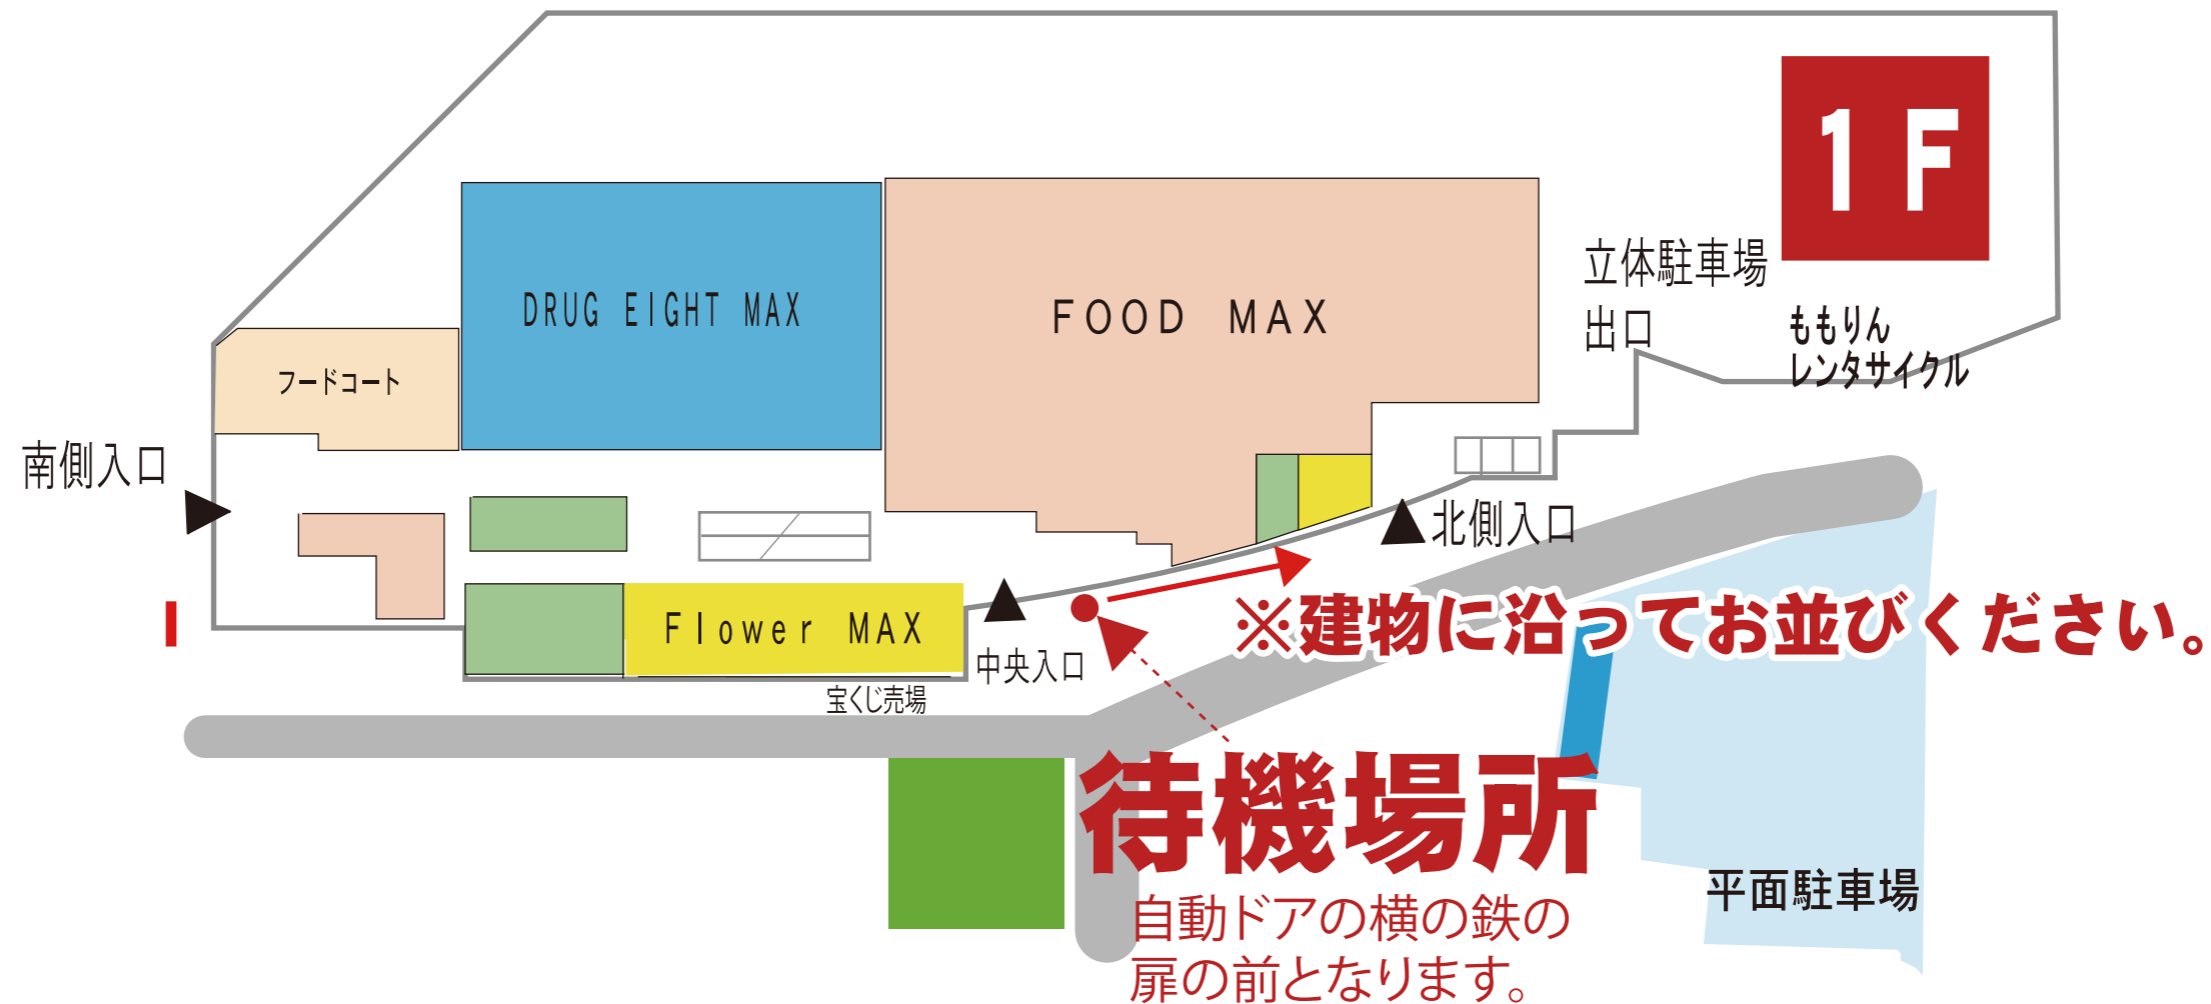 1F
DRUG EIGHT MAX
FOOD MAX
立体駐車場
出口
ももりん
レンタサイクル
フードコート
南側入口
北側入口
※建物に沿ってお並びください。
Flower MAX
中央入口
宝くじ売場
待機場所
自動ドアの横の鉄の
扉の前となります。
平面駐車場